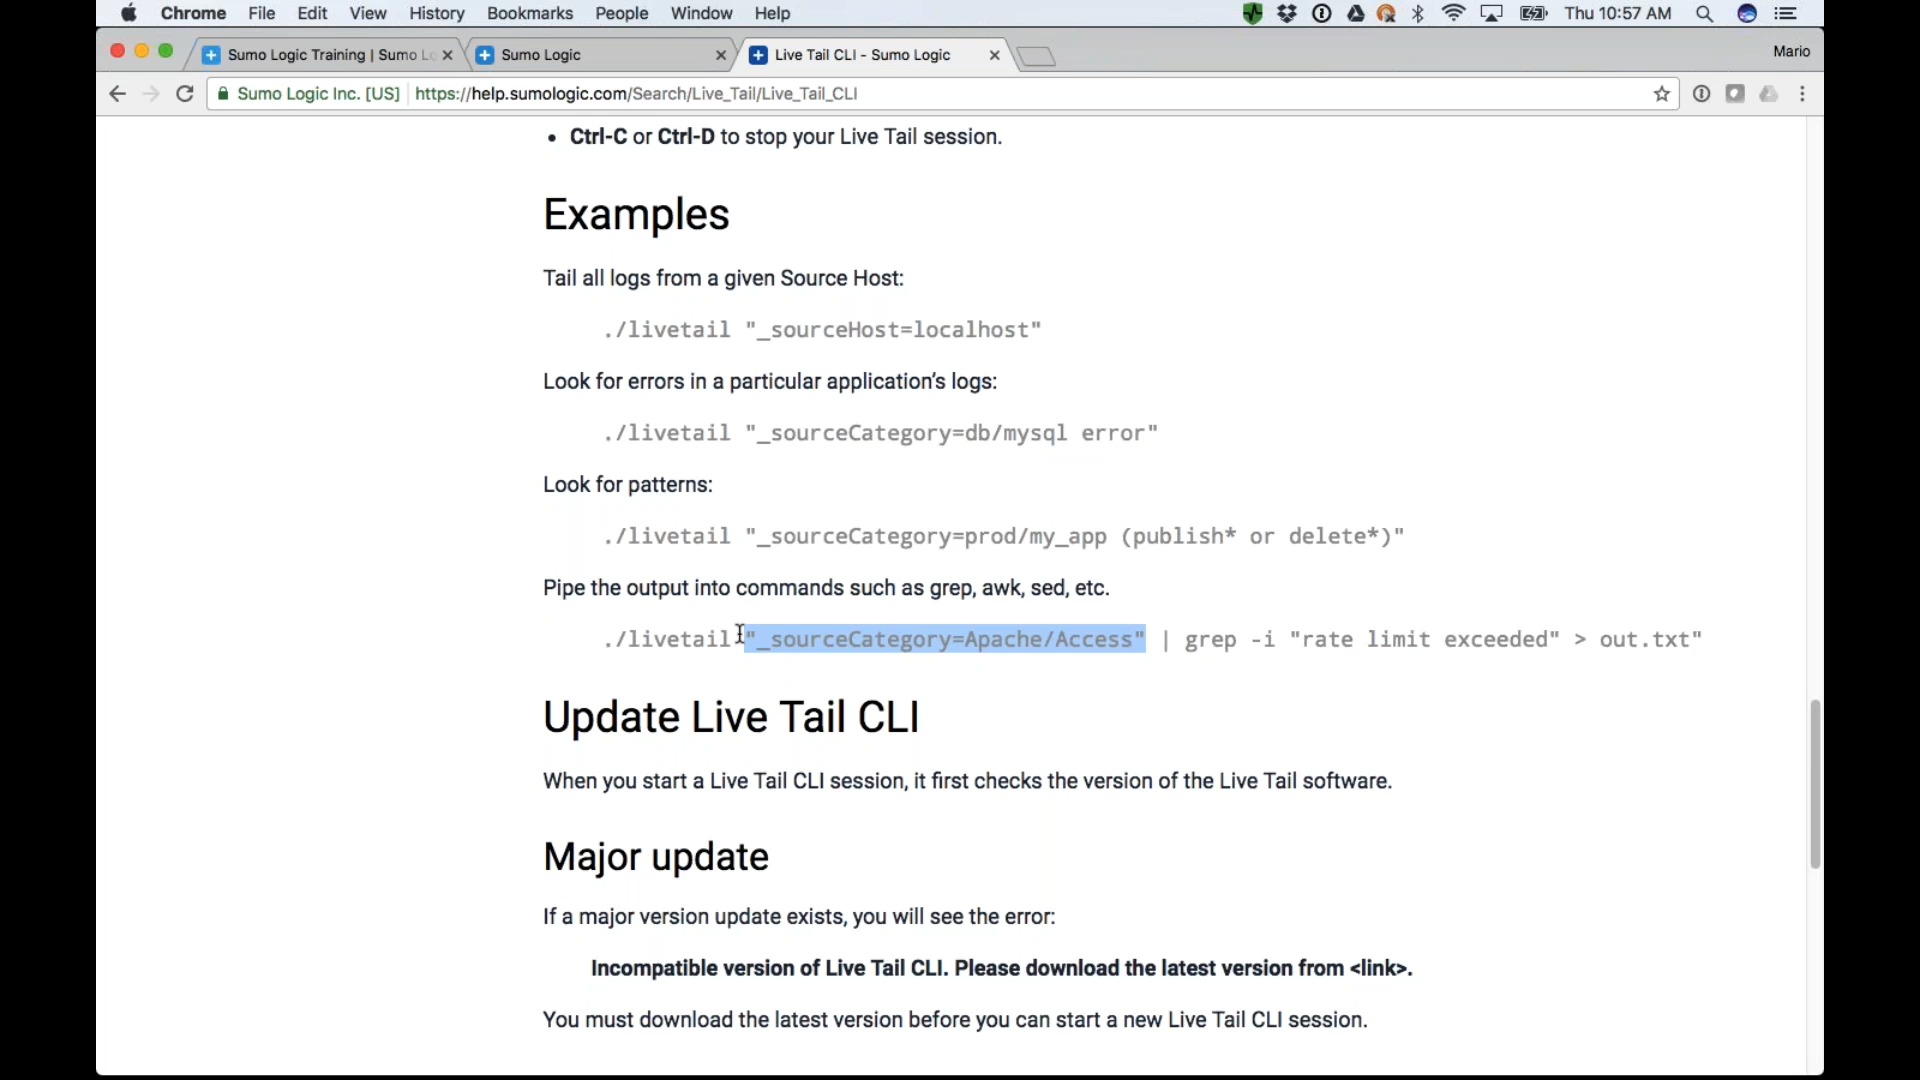 Chrome File Edit View History Bookmarks People Window Help Thu 10:57 AM
Sumo Logic Training | Sumo Lo Sumo Logic Live Tail CLI - Sumo Logic Mario
Sumo Logic Inc. [US] https://help.sumologic.com/Search/Live_Tail/Live_Tail_CLI
• Ctrl-C or Ctrl-D to stop your Live Tail session.
Examples
Tail all logs from a given Source Host:
./livetail "_sourceHost=localhost"
Look for errors in a particular application’s logs:
./livetail "_sourceCategory=db/mysql error"
Look for patterns:
./livetail "_sourceCategory=prod/my_app (publish* or delete*)"
Pipe the output into commands such as grep, awk, sed, etc.
./livetail "_sourceCategory=Apache/Access" | grep -i "rate limit exceeded" > out.txt"
Update Live Tail CLI
When you start a Live Tail CLI session, it first checks the version of the Live Tail software.
Major update
If a major version update exists, you will see the error:
Incompatible version of Live Tail CLI. Please download the latest version from <link>.
You must download the latest version before you can start a new Live Tail CLI session.